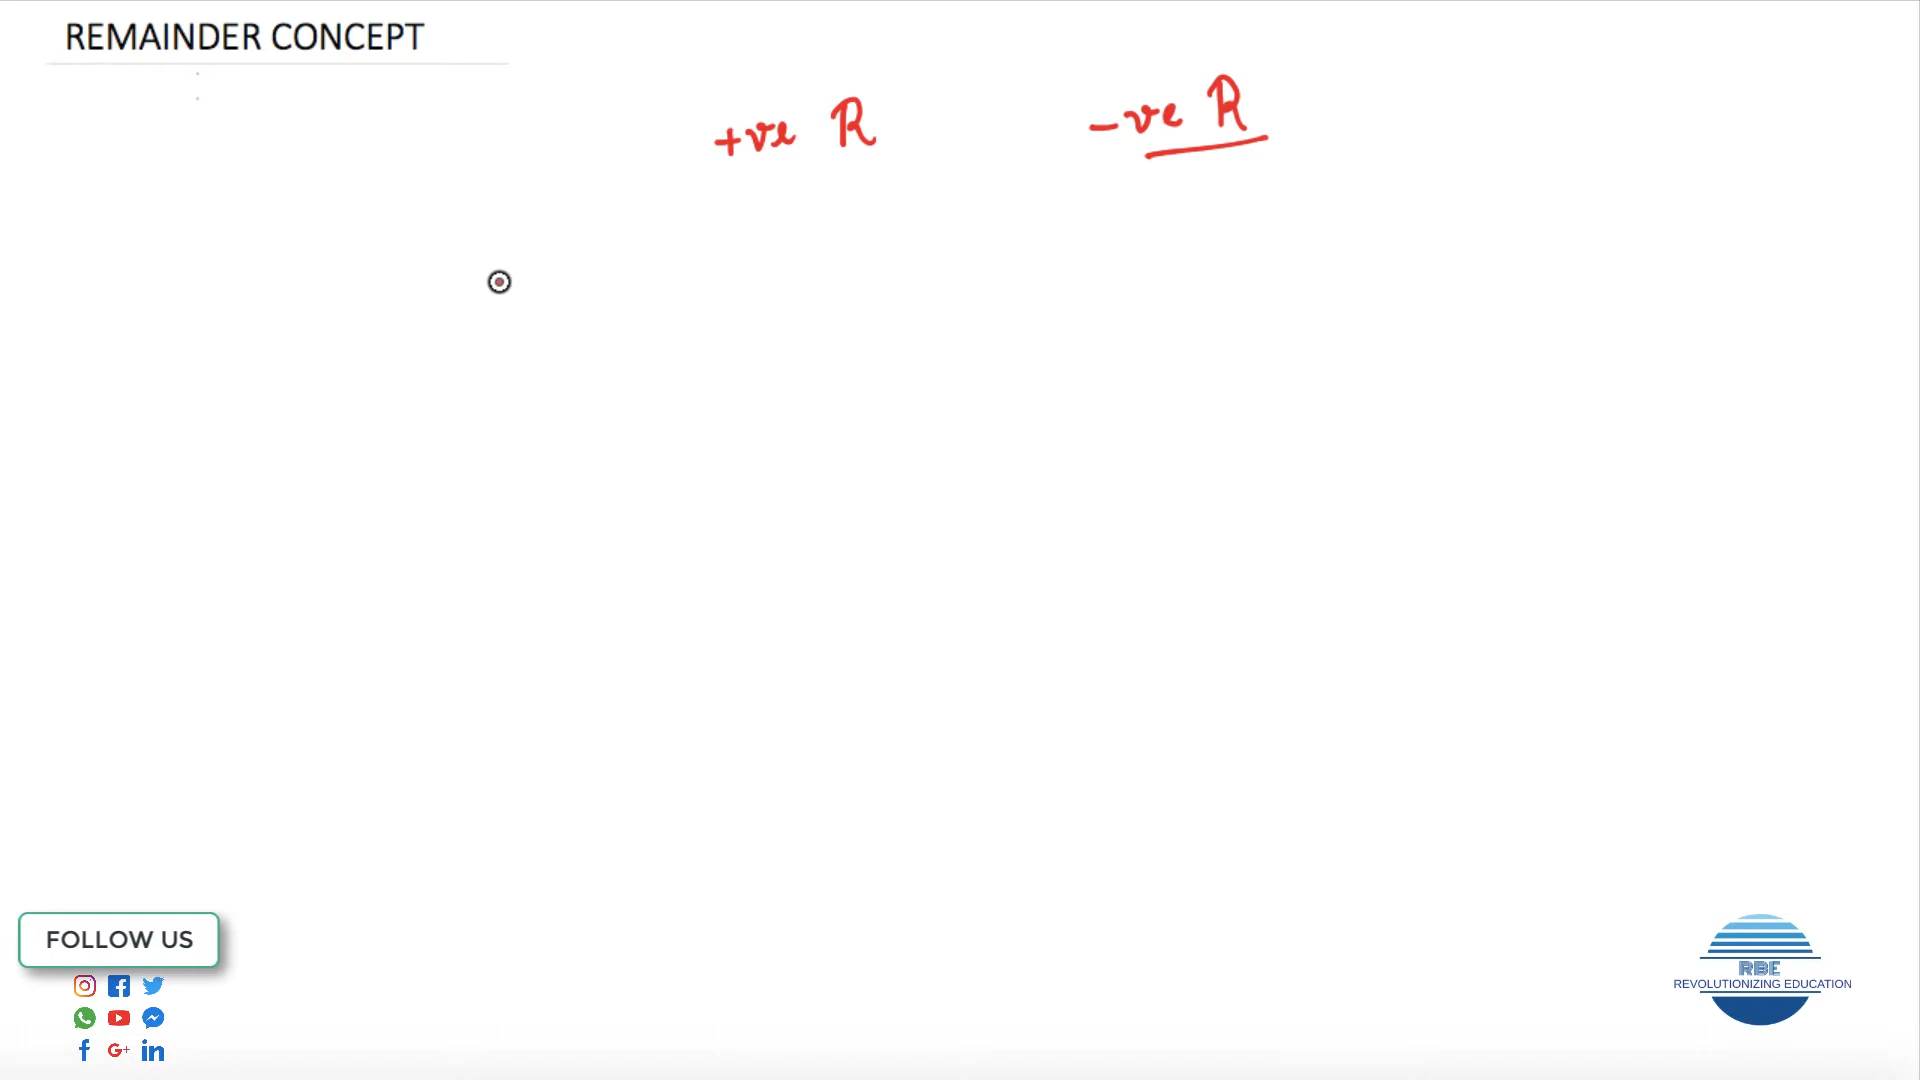 REMAINDER CONCEPT
+ve R
-ve R
FOLLOW US
RBE
REVOLUTIONIZING EDUCATION